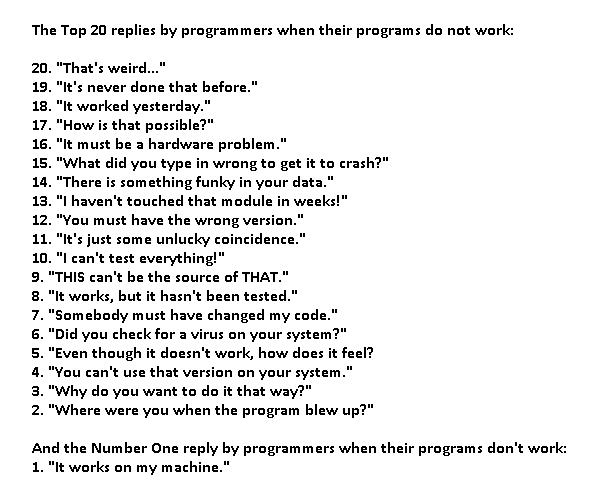 The Top 20 replies by programmers when their programs do not work:
20. "That's weird..."
19. "It's never done that before."
18. "It worked yesterday."
17. "How is that possible?"
16. "It must be a hardware problem."
15. "What did you type in wrong to get it to crash?"
14. "There is something funky in your data."
13. "I haven't touched that module in weeks!"
12. "You must have the wrong version."
11. "It's just some unlucky coincidence."
10. "I can't test everything!"
9. "THIS can't be the source of THAT."
8. "It works, but it hasn't been tested."
7. "Somebody must have changed my code."
6. "Did you check for a virus on your system?"
5. "Even though it doesn't work, how does it feel?
4. "You can't use that version on your system."
3. "Why do you want to do it that way?"
2. "Where were you when the program blew up?"
And the Number One reply by programmers when their programs don't work:
1. "It works on my machine."